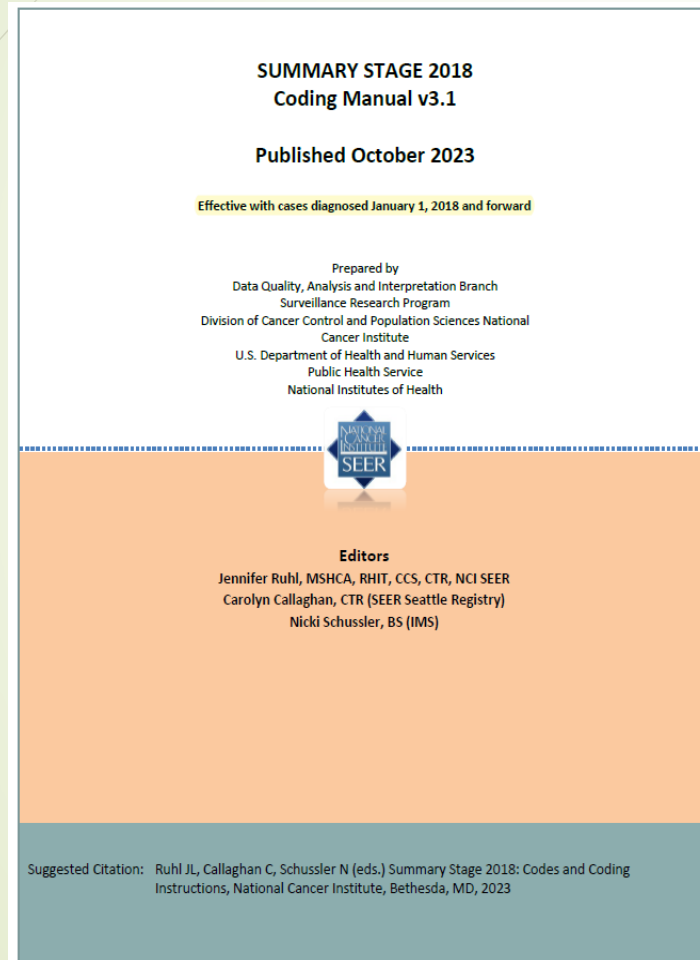 SUMMARY STAGE 2018
Coding Manual v3.1
Published October 2023
Effective with cases diagnosed January 1, 2018 and forward
Prepared by
Data Quality, Analysis and Interpretation Branch
Surveillance Research Program
Division of Cancer Control and Population Sciences National
Cancer Institute
U.S. Department of Health and Human Services
Public Health Service
National Institutes of Health
NATIONAL
CANCER
INSTITUTE
SEER
Editors
Jennifer Ruhl, MSHCA, RHIT, CCS, CTR, NCI SEER
Carolyn Callaghan, CTR (SEER Seattle Registry)
Nicki Schussler, BS (IMS)
Suggested Citation: Ruhl JL, Callaghan C, Schussler N (eds.) Summary Stage 2018: Codes and Coding
Instructions, National Cancer Institute, Bethesda, MD, 2023